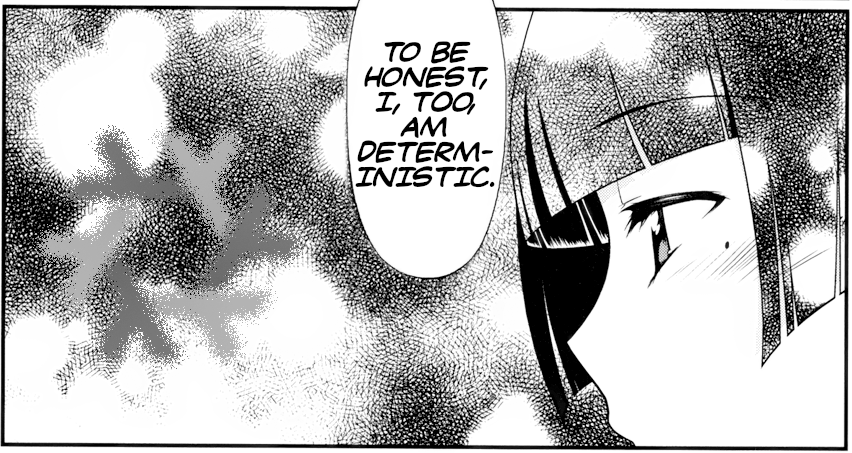 TO BE
HONEST,
I, TOO,
AM
DETERM-
INISTIC.